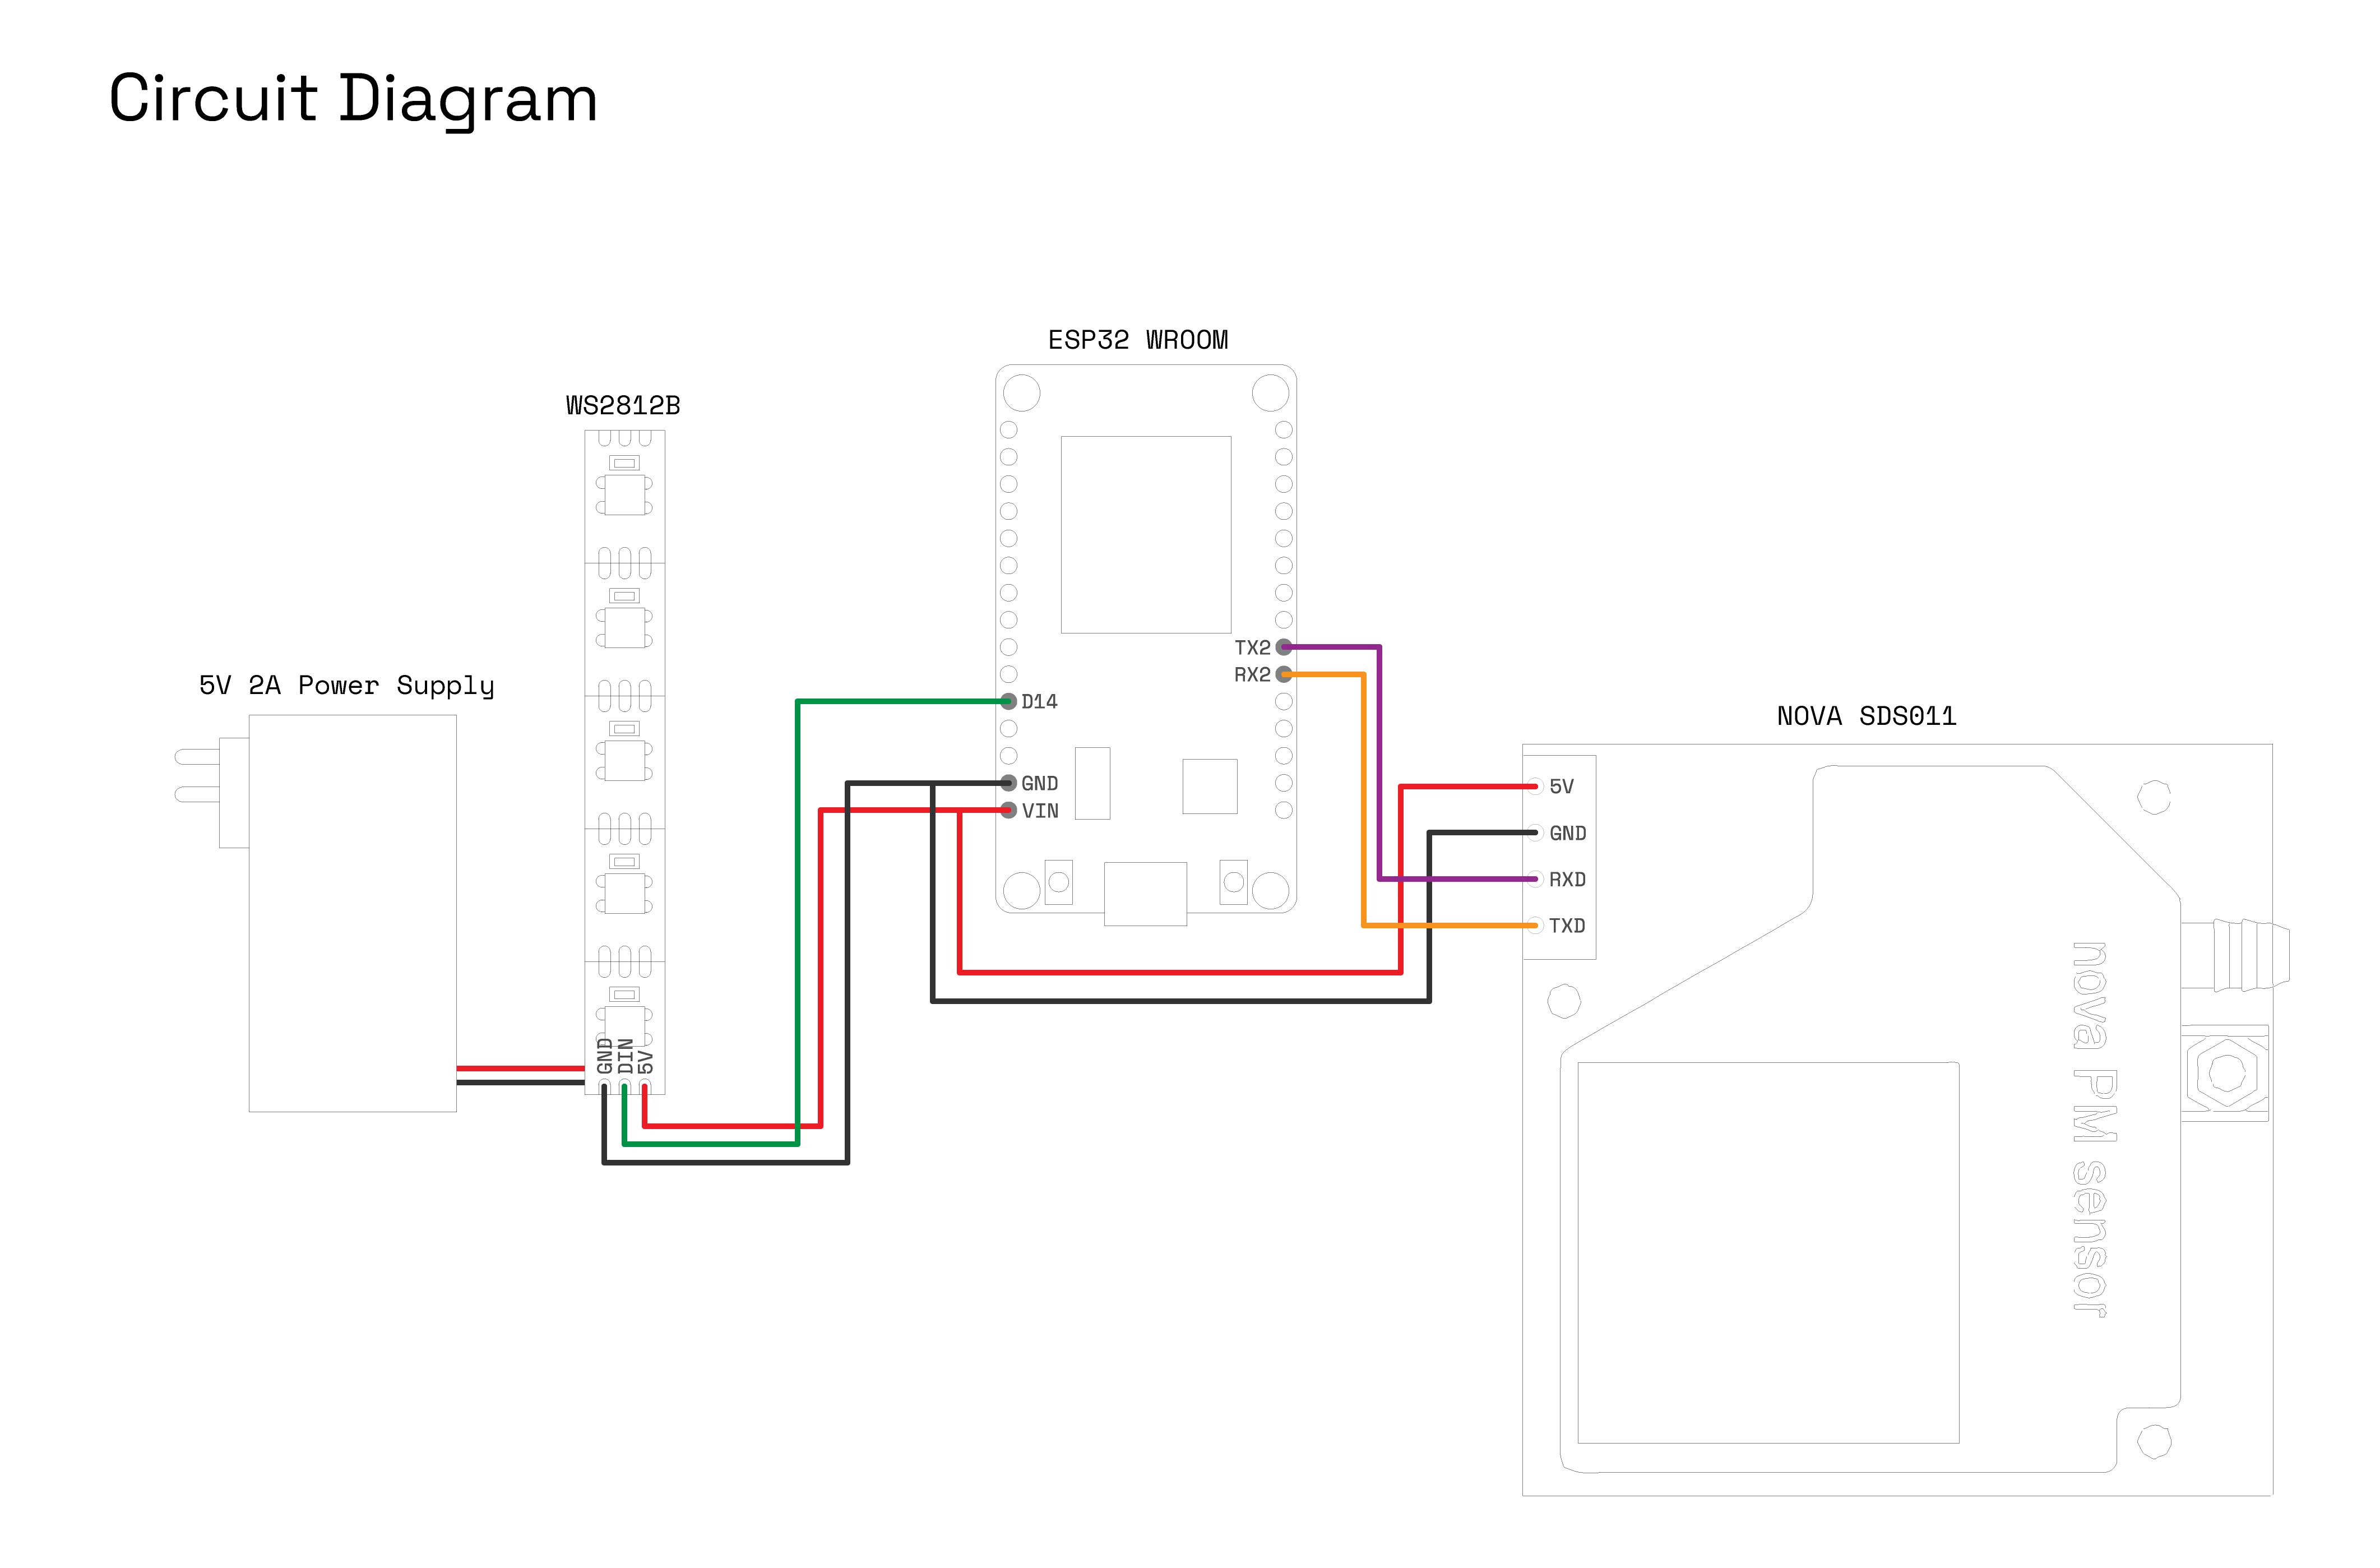 Circuit Diagram
ESP32 WROOM
WS2812B
5V 2A Power Supply
TX2
RX2
D14
GND
VIN
NOVA SDS011
5V
GND
RXD
TXD
nova PM sensor
GND
DIN
5V